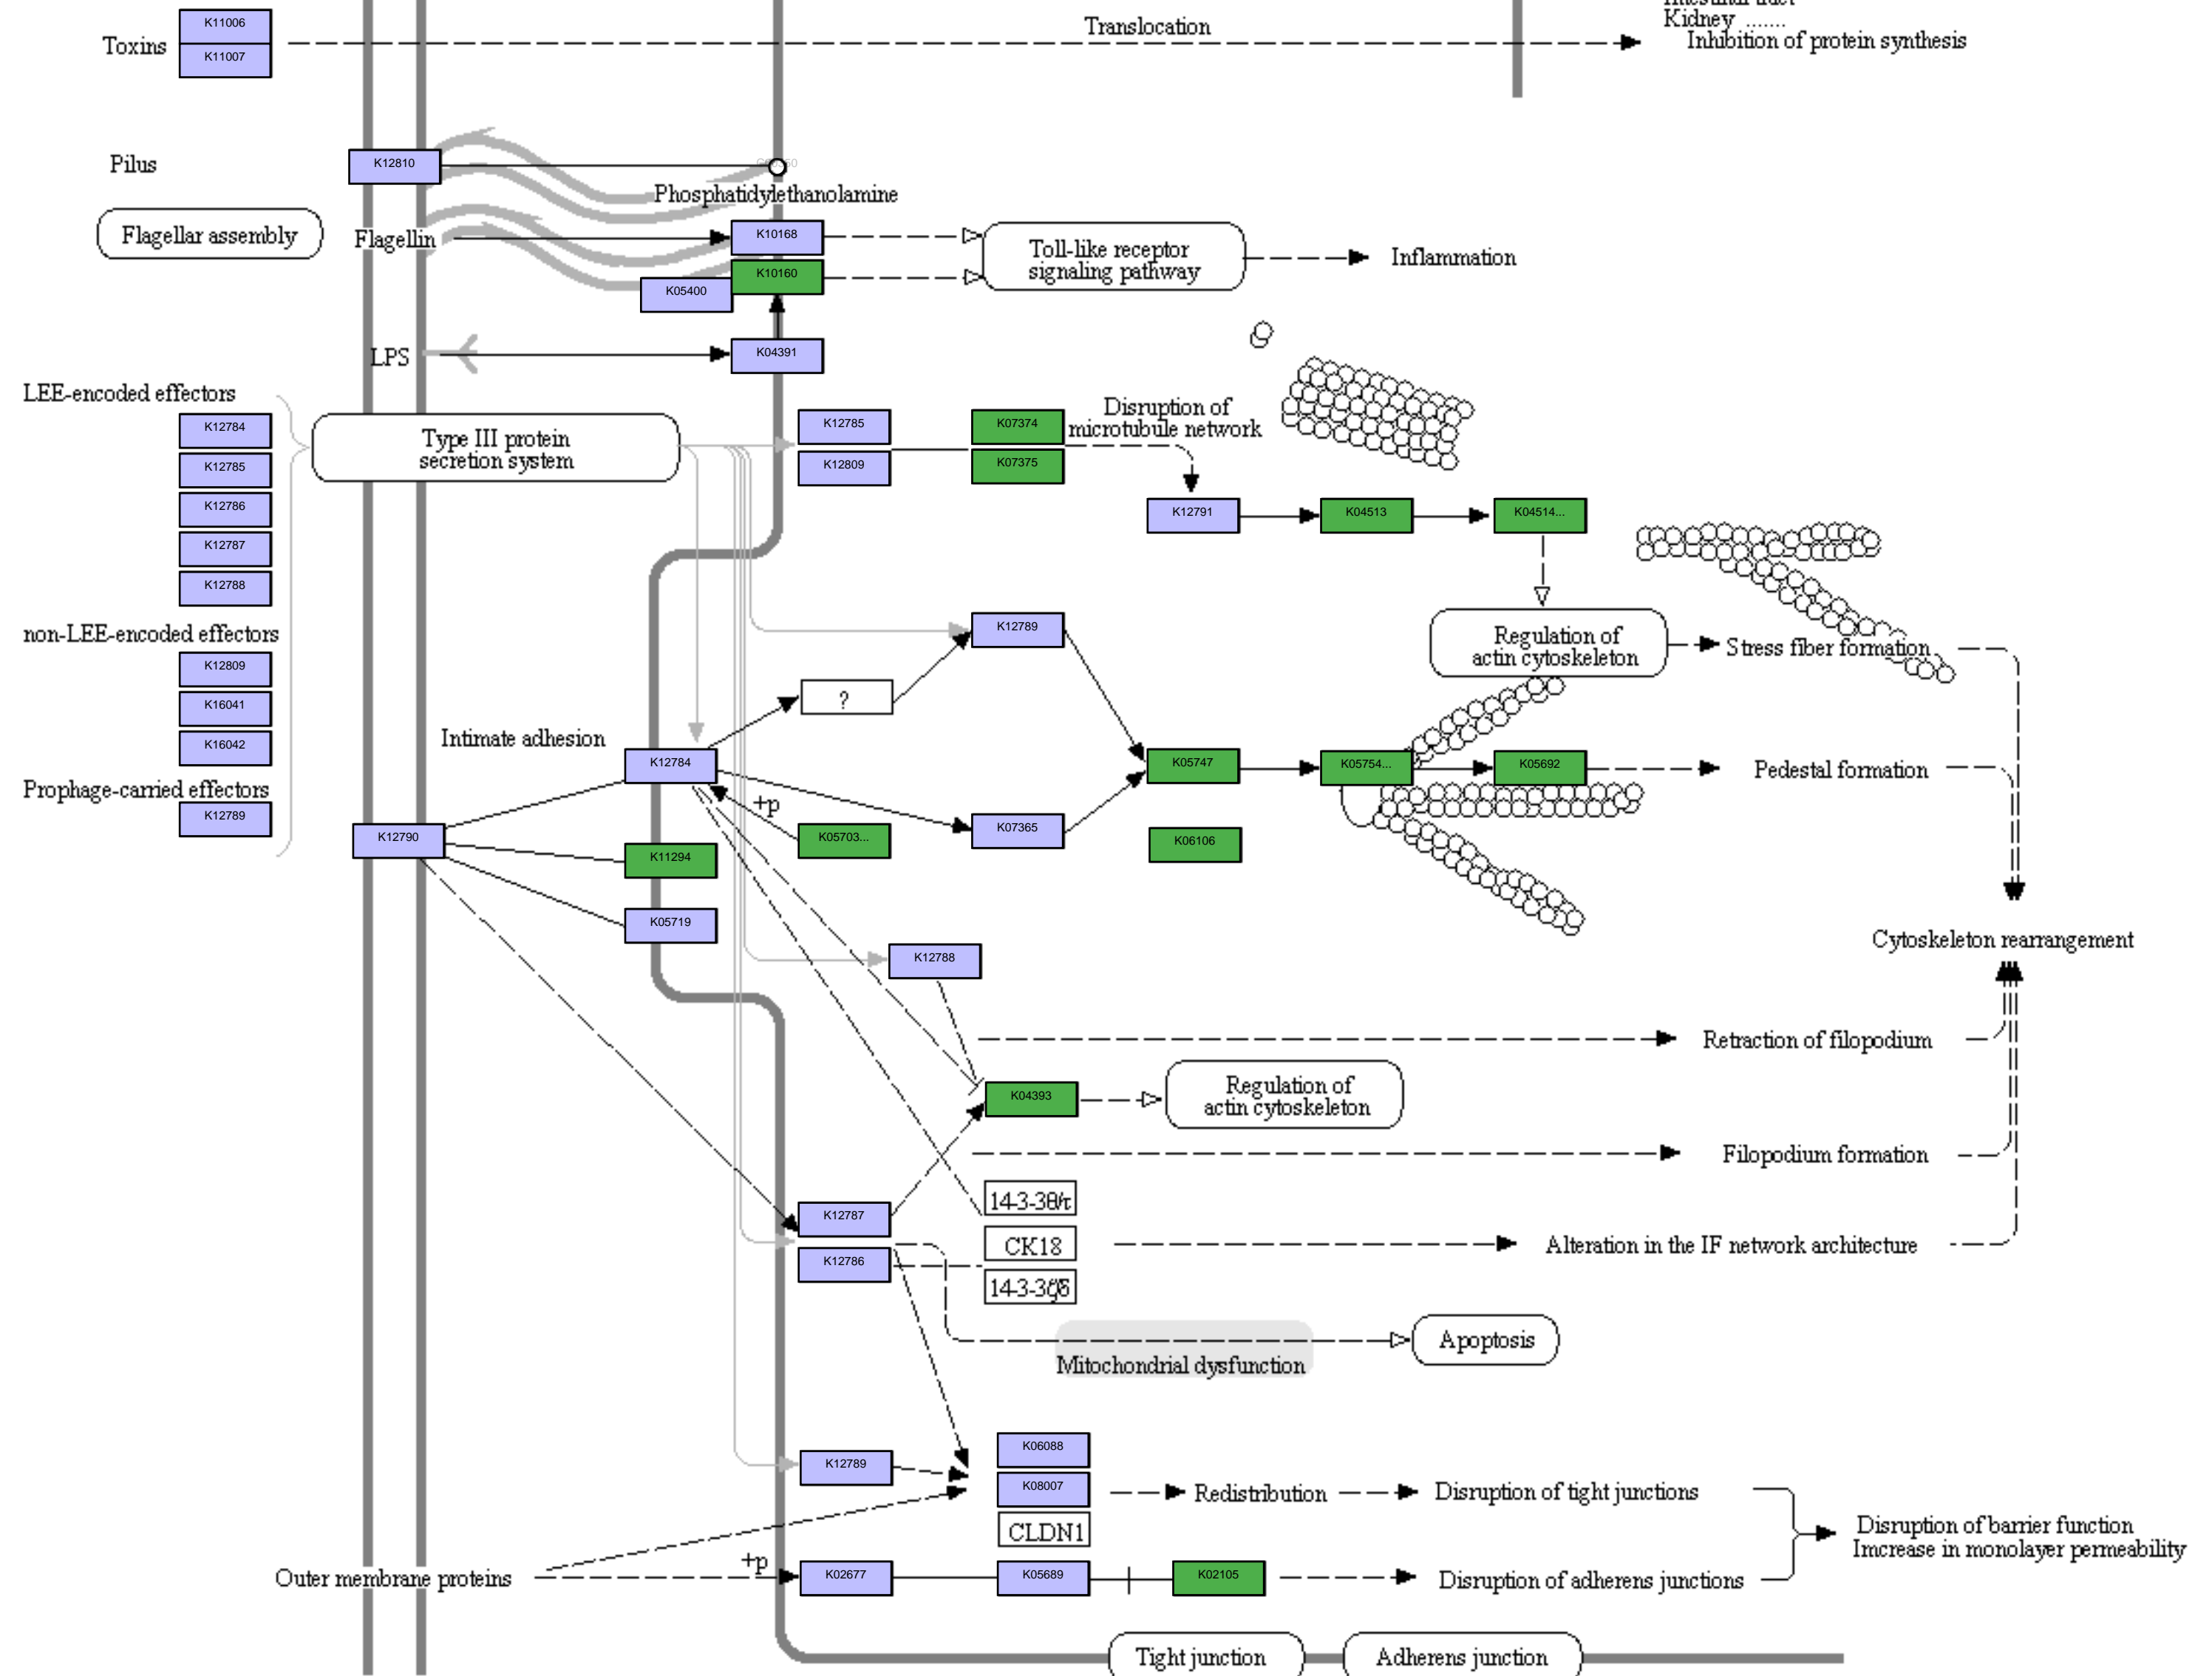 Kidney .......
K11006
Translocation
Toxins
Inhibition of protein synthesis
K11007
Pilus
K12810
Phosphatidylethanolamine
Flagellar assembly
Flagellin
K10168
Toll-like receptor
signaling pathway
Inflammation
K10160
K05400
LPS
K04391
LEE-encoded effectors
K12784
K12785
K12786
K12787
K12788
Type III protein
secretion system
K12785
K12809
K07374
K07375
Disruption of
microtubule network
K12791
K04513
K04514...
non-LEE-encoded effectors
K12809
K16041
K16042
K12789
?
Regulation of
actin cytoskeleton
Stress fiber formation
Intimate adhesion
K12784
K05747
K05754...
K05692
Pedestal formation
Prophage-carried effectors
K12789
+p
K12790
K05703...
K07365
K06106
K11294
K05719
K12788
Cytoskeleton rearrangement
Retraction of filopodium
K04393
Regulation of
actin cytoskeleton
Filopodium formation
K12787
14-3-3θ/τ
CK18
Alteration in the IF network architecture
K12786
14-3-3ζ/δ
Apoptosis
Mitochondrial dysfunction
K12789
K06088
K08007
CLDN1
Redistribution
Disruption of tight junctions
Disruption of barrier function
Imcrease in monolayer permeability
Outer membrane proteins
+p
K02677
K05689
K02105
Disruption of adherens junctions
Tight junction
Adherens junction